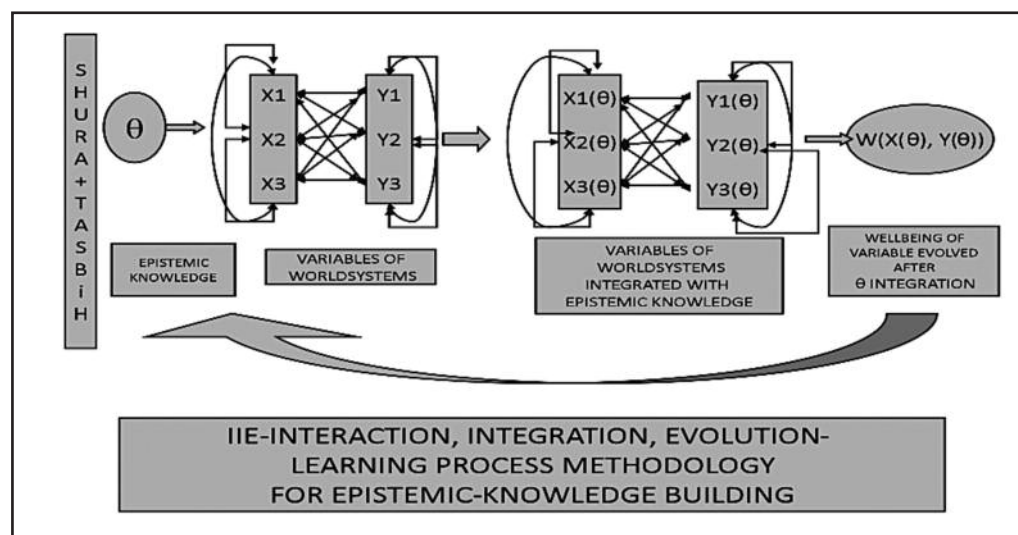 SHURA+TASBiH
θ
X1
X2
X3
Y1
Y2
Y3
X1(θ)
X2(θ)
X3(θ)
Y1(θ)
Y2(θ)
Y3(θ)
W(X(θ), Y(θ))
EPISTEMIC
KNOWLEDGE
VARIABLES OF
WORLDSYSTEMS
VARIABLES OF
WORLDSYSTEMS
INTEGRATED WITH
EPISTEMIC KNOWLEDGE
WELLBEING OF
VARIABLE EVOLVED
AFTER
θ INTEGRATION
IIE-INTERACTION, INTEGRATION, EVOLUTION-
LEARNING PROCESS METHODOLOGY
FOR EPISTEMIC-KNOWLEDGE BUILDING